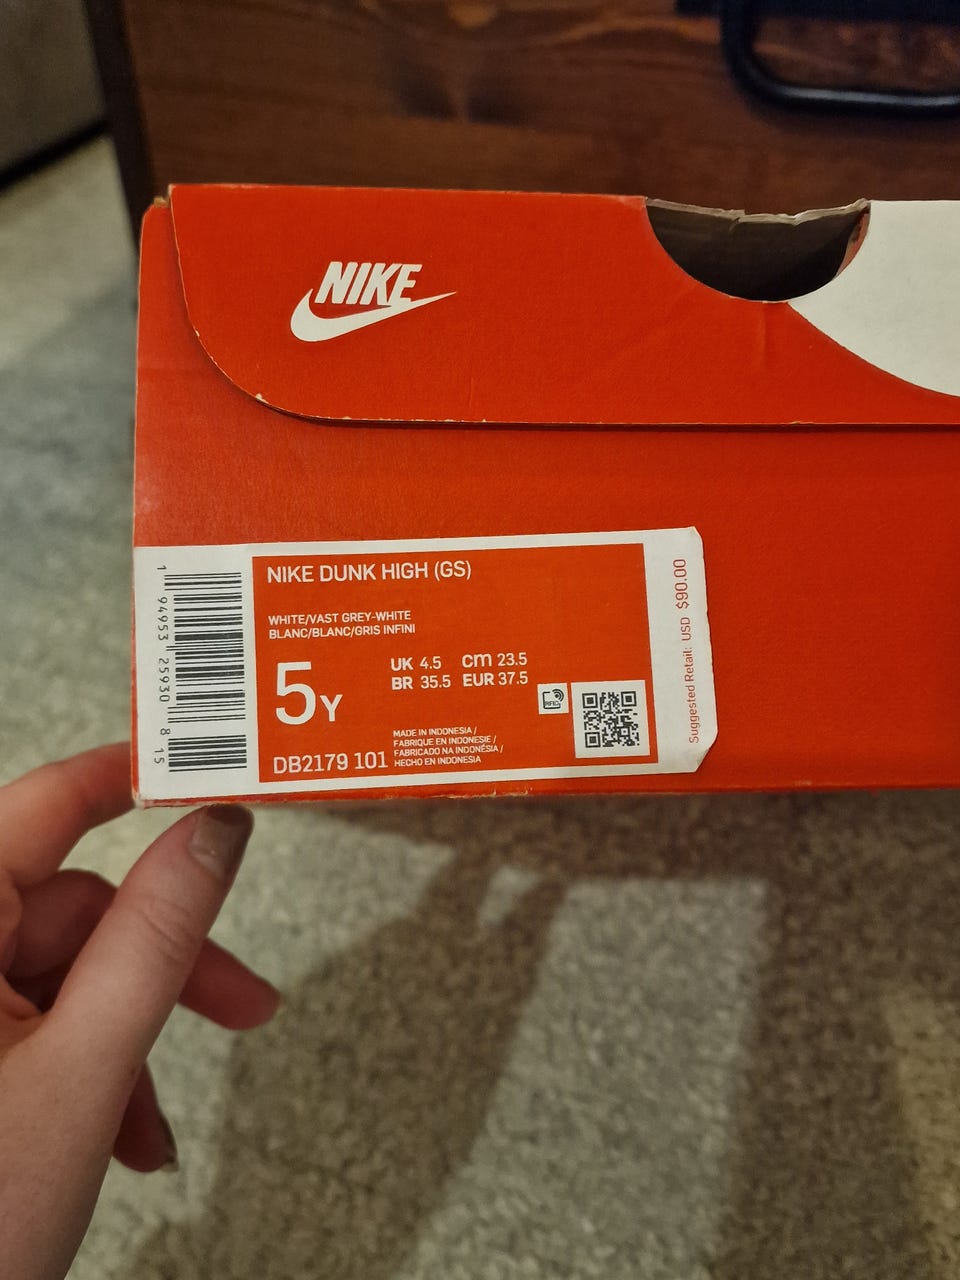 NIKE
NIKE DUNK HIGH (GS)
WHITE/VAST GREY-WHITE
BLANC/BLANC/GRIS INFINI
5Y
UK 4.5 cm 23.5
BR 35.5 EUR 37.5
RFID
DB2179 101
MADE IN INDONESIA /
FABRIQUE EN INDONESIE /
FABRICADO NA INDONÉSIA /
HECHO EN INDONESIA
1 94953 25930 8 15
Suggested Retail: USD $90.00